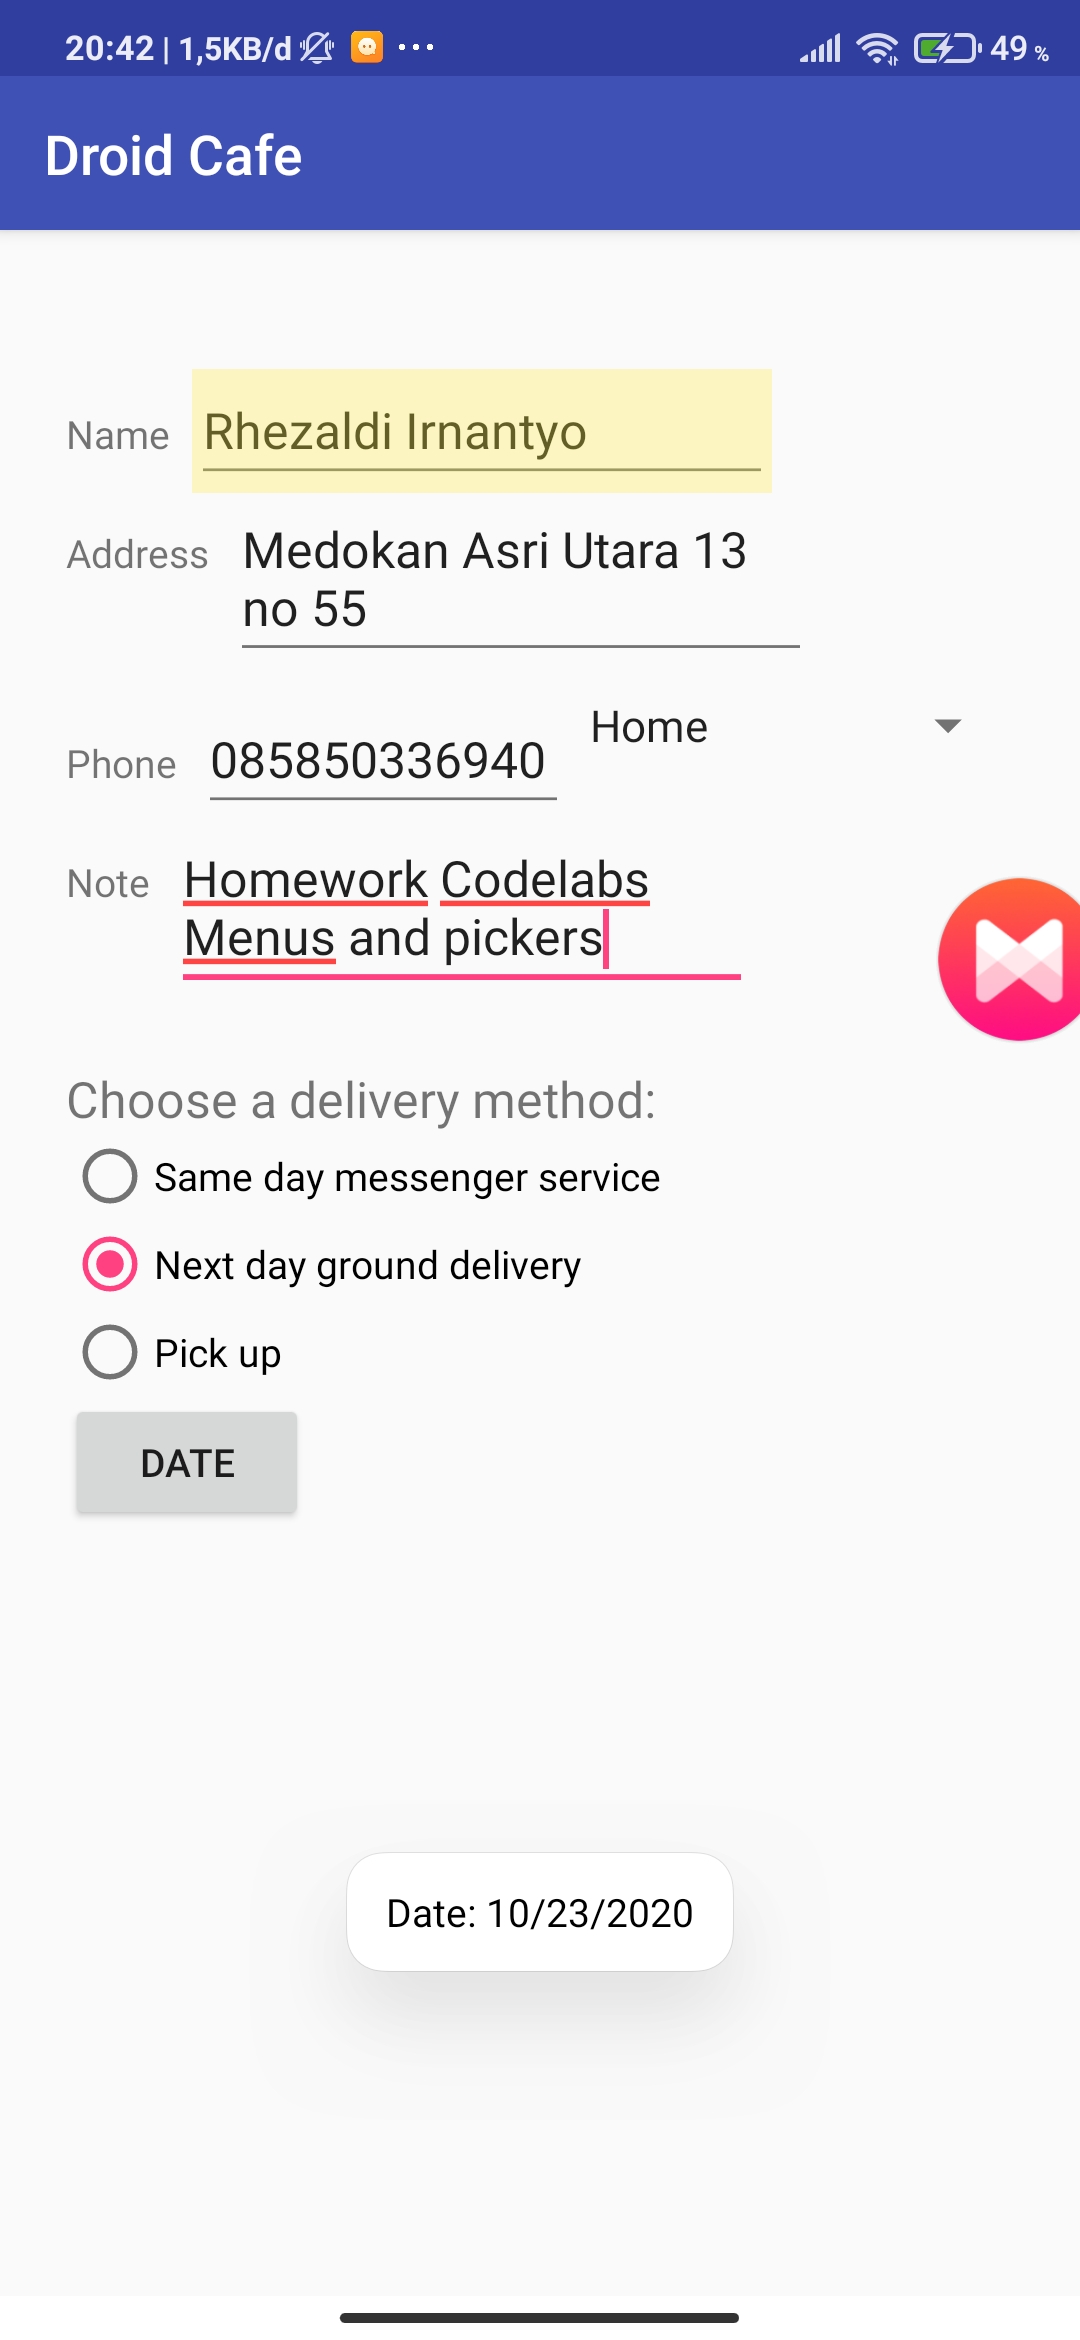 20:42 | 1,5KB/d 49 %
Droid Cafe
Name Rhezaldi Irnantyo
Address Medokan Asri Utara 13
no 55
Home
Phone 085850336940
Note Homework Codelabs
Menus and pickers
Choose a delivery method:
Same day messenger service
Next day ground delivery
Pick up
DATE
Date: 10/23/2020